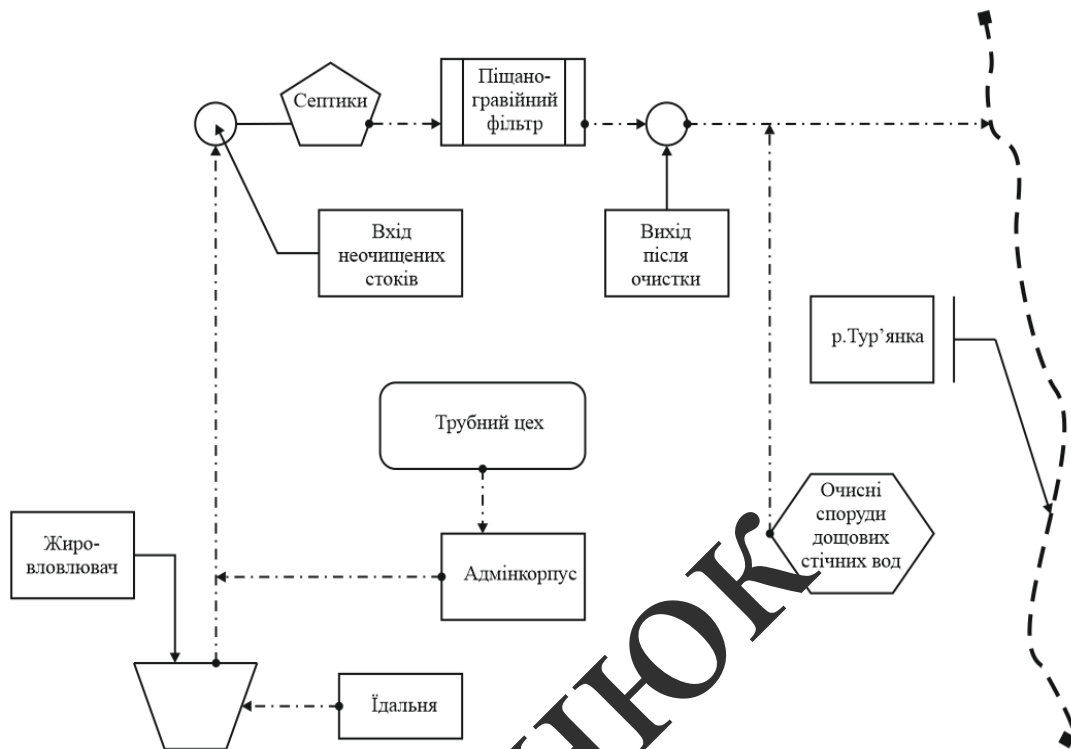 Септики
Піщано-
гравійний
фільтр
Вхід
неочищених
стоків
Вихід
після
очистки
р.Тур’янка
Трубний цех
Очисні
споруди
дощових
стічних вод
Жиро-
вловлювач
Адмінкорпус
Їдальня
НЮК